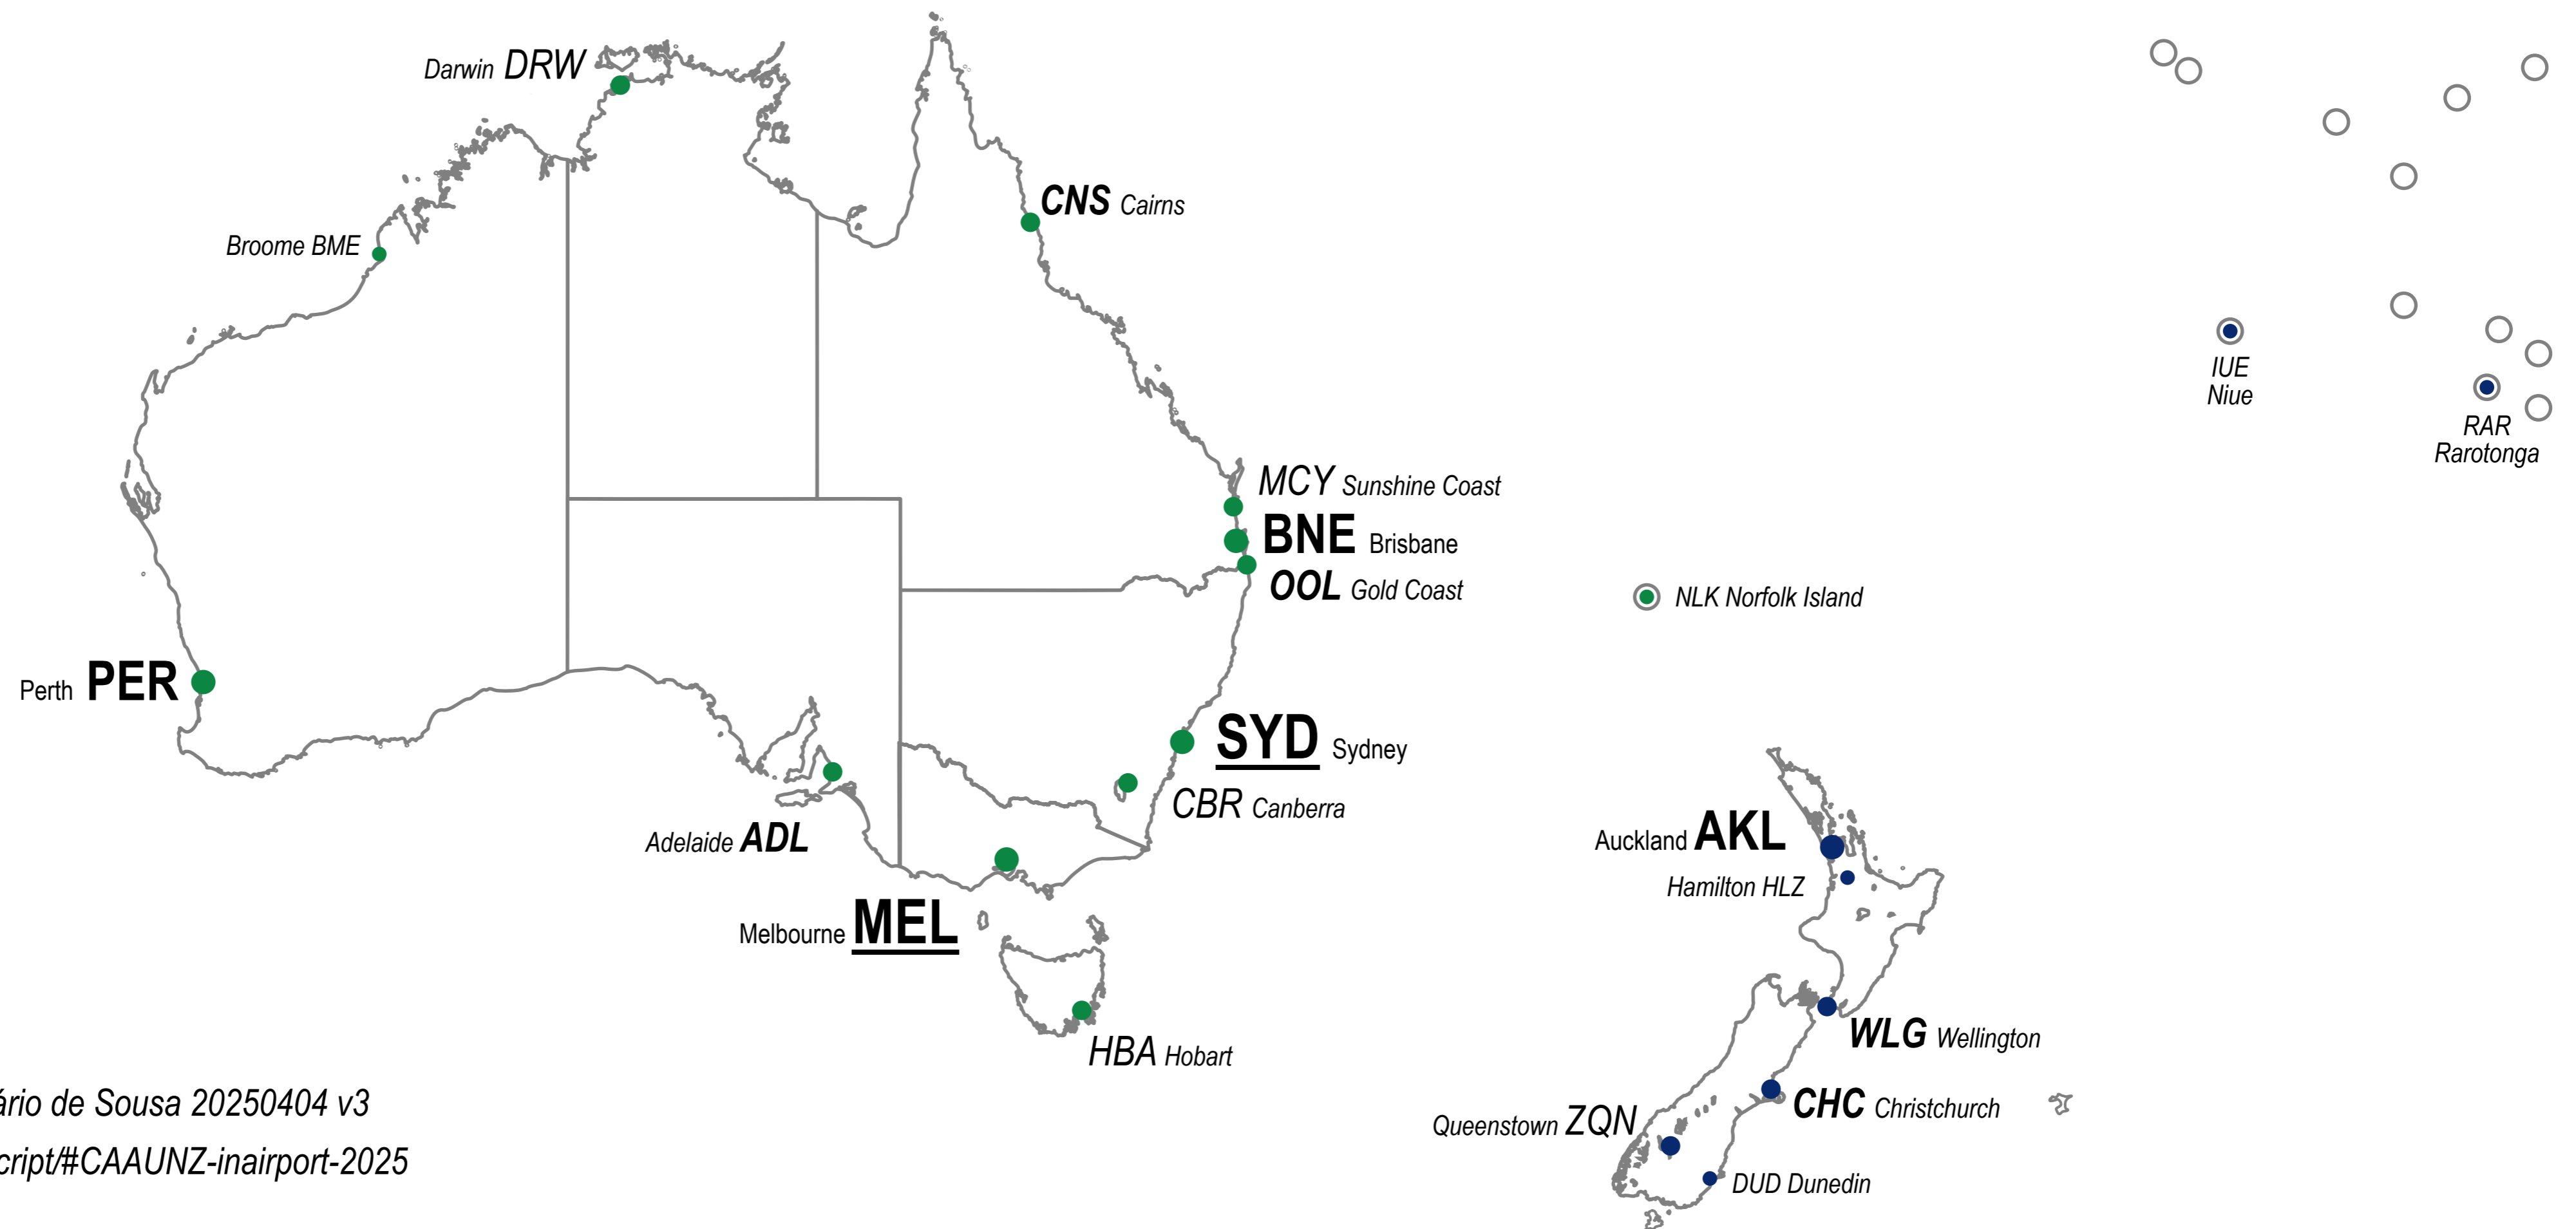 Darwin DRW
CNS Cairns
Broome BME
IUE
Niue
RAR
Rarotonga
MCY Sunshine Coast
BNE Brisbane
OOL Gold Coast
NLK Norfolk Island
Perth PER
SYD Sydney
CBR Canberra
Adelaide ADL
Auckland AKL
Hamilton HLZ
Melbourne MEL
WLG Wellington
HBA Hobart
CHC Christchurch
Queenstown ZQN
DUD Dunedin
ário de Sousa 20250404 v3
cript/#CAAUNZ-inairport-2025